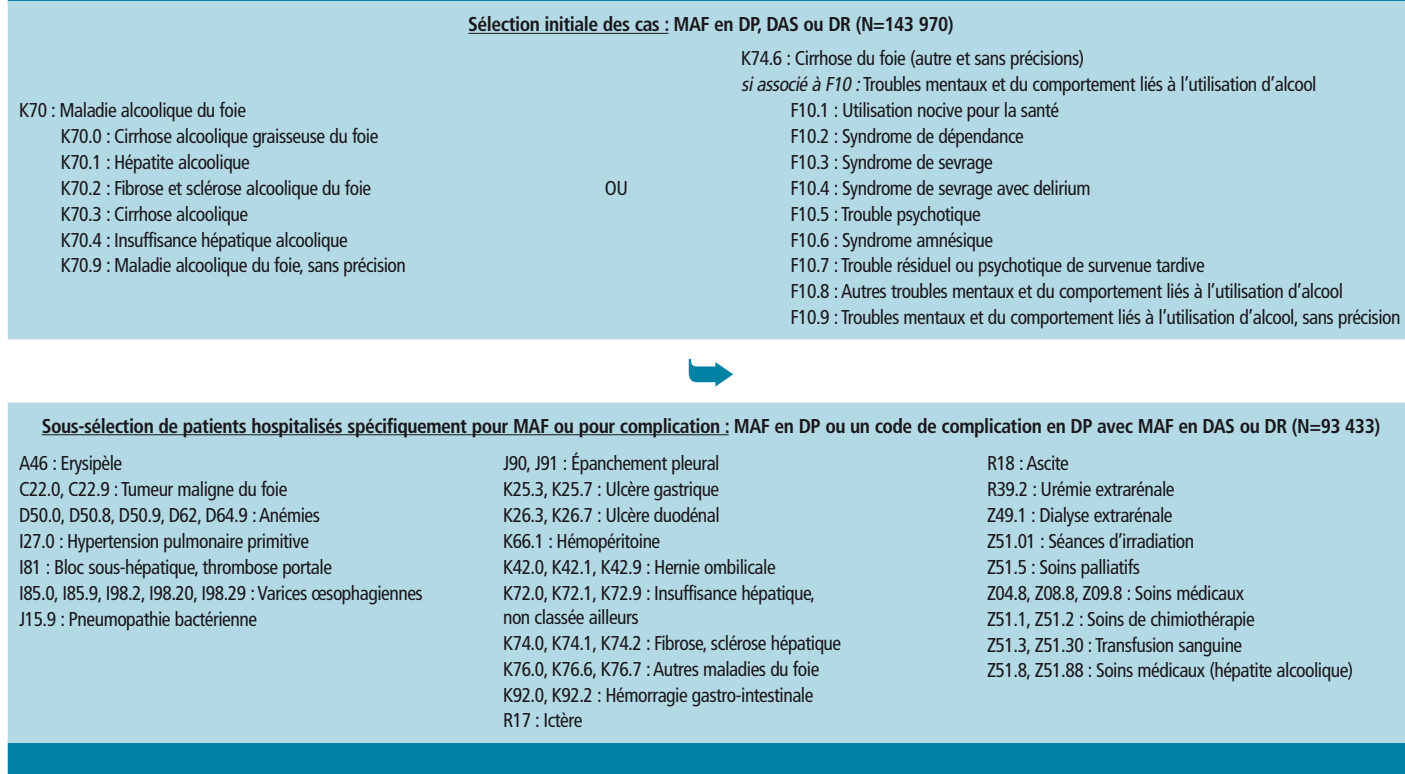 Sélection initiale des cas : MAF en DP, DAS ou DR (N=143 970)
K70 : Maladie alcoolique du foie
K70.0 : Cirrhose alcoolique graisseuse du foie
K70.1 : Hépatite alcoolique
K70.2 : Fibrose et sclérose alcoolique du foie
K70.3 : Cirrhose alcoolique
K70.4 : Insuffisance hépatique alcoolique
K70.9 : Maladie alcoolique du foie, sans précision
OU
K74.6 : Cirrhose du foie (autre et sans précisions)
si associé à F10 : Troubles mentaux et du comportement liés à l'utilisation d'alcool
F10.1 : Utilisation nocive pour la santé
F10.2 : Syndrome de dépendance
F10.3 : Syndrome de sevrage
F10.4 : Syndrome de sevrage avec delirium
F10.5 : Trouble psychotique
F10.6 : Syndrome amnésique
F10.7 : Trouble résiduel ou psychotique de survenue tardive
F10.8 : Autres troubles mentaux et du comportement liés à l'utilisation d'alcool
F10.9 : Troubles mentaux et du comportement liés à l'utilisation d'alcool, sans précision
Sous-sélection de patients hospitalisés spécifiquement pour MAF ou pour complication : MAF en DP ou un code de complication en DP avec MAF en DAS ou DR (N=93 433)
A46 : Erysipèle
C22.0, C22.9 : Tumeur maligne du foie
D50.0, D50.8, D50.9, D62, D64.9 : Anémies
I27.0 : Hypertension pulmonaire primitive
I81 : Bloc sous-hépatique, thrombose portale
I85.0, I85.9, I98.2, I98.20, I98.29 : Varices œsophagiennes
J15.9 : Pneumopathie bactérienne
J90, J91 : Épanchement pleural
K25.3, K25.7 : Ulcère gastrique
K26.3, K26.7 : Ulcère duodénal
K66.1 : Hémopéritoine
K42.0, K42.1, K42.9 : Hernie ombilicale
K72.0, K72.1, K72.9 : Insuffisance hépatique,
non classée ailleurs
K74.0, K74.1, K74.2 : Fibrose, sclérose hépatique
K76.0, K76.6, K76.7 : Autres maladies du foie
K92.0, K92.2 : Hémorragie gastro-intestinale
R17 : Ictère
R18 : Ascite
R39.2 : Urémie extrarénale
Z49.1 : Dialyse extrarénale
Z51.01 : Séances d'irradiation
Z51.5 : Soins palliatifs
Z04.8, Z08.8, Z09.8 : Soins médicaux
Z51.1, Z51.2 : Soins de chimiothérapie
Z51.3, Z51.30 : Transfusion sanguine
Z51.8, Z51.88 : Soins médicaux (hépatite alcoolique)